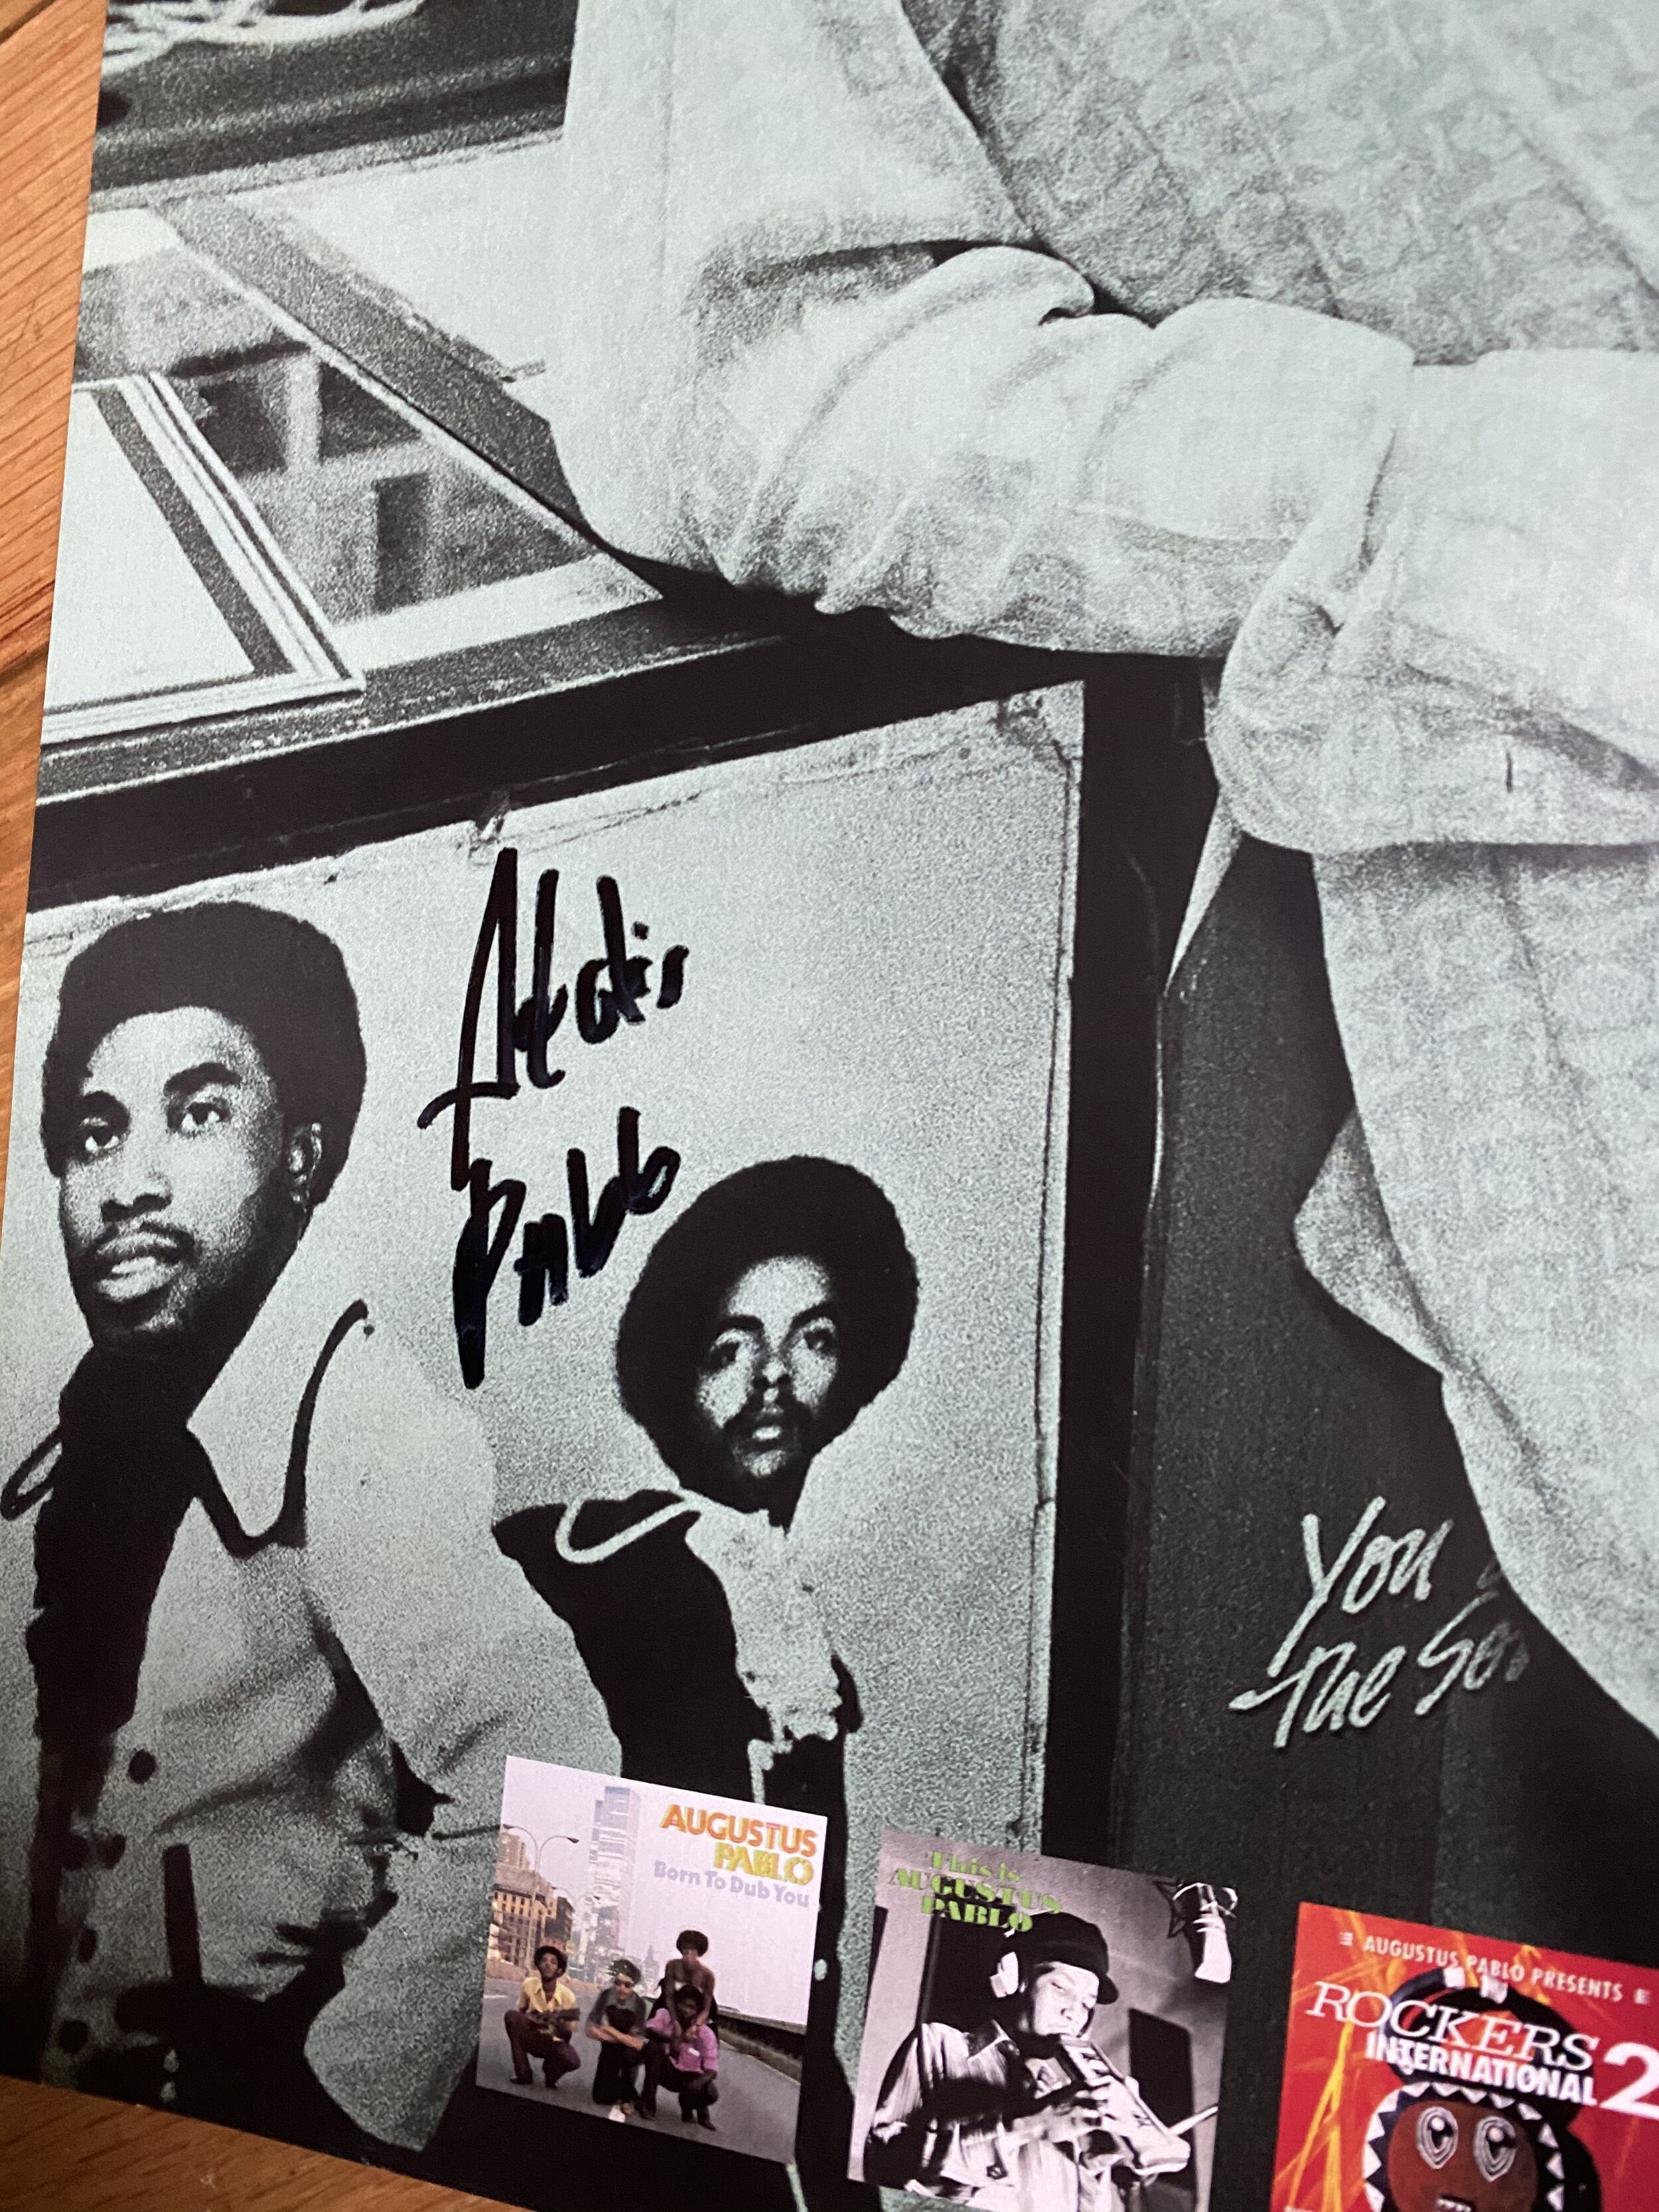 Addis
Pablo
You
the
AUGUSTUS
PABLO
Born To Dub You
This is
AUGUSTUS
PABLO
AUGUSTUS PABLO PRESENTS
ROCKERS
INTERNATIONAL 2